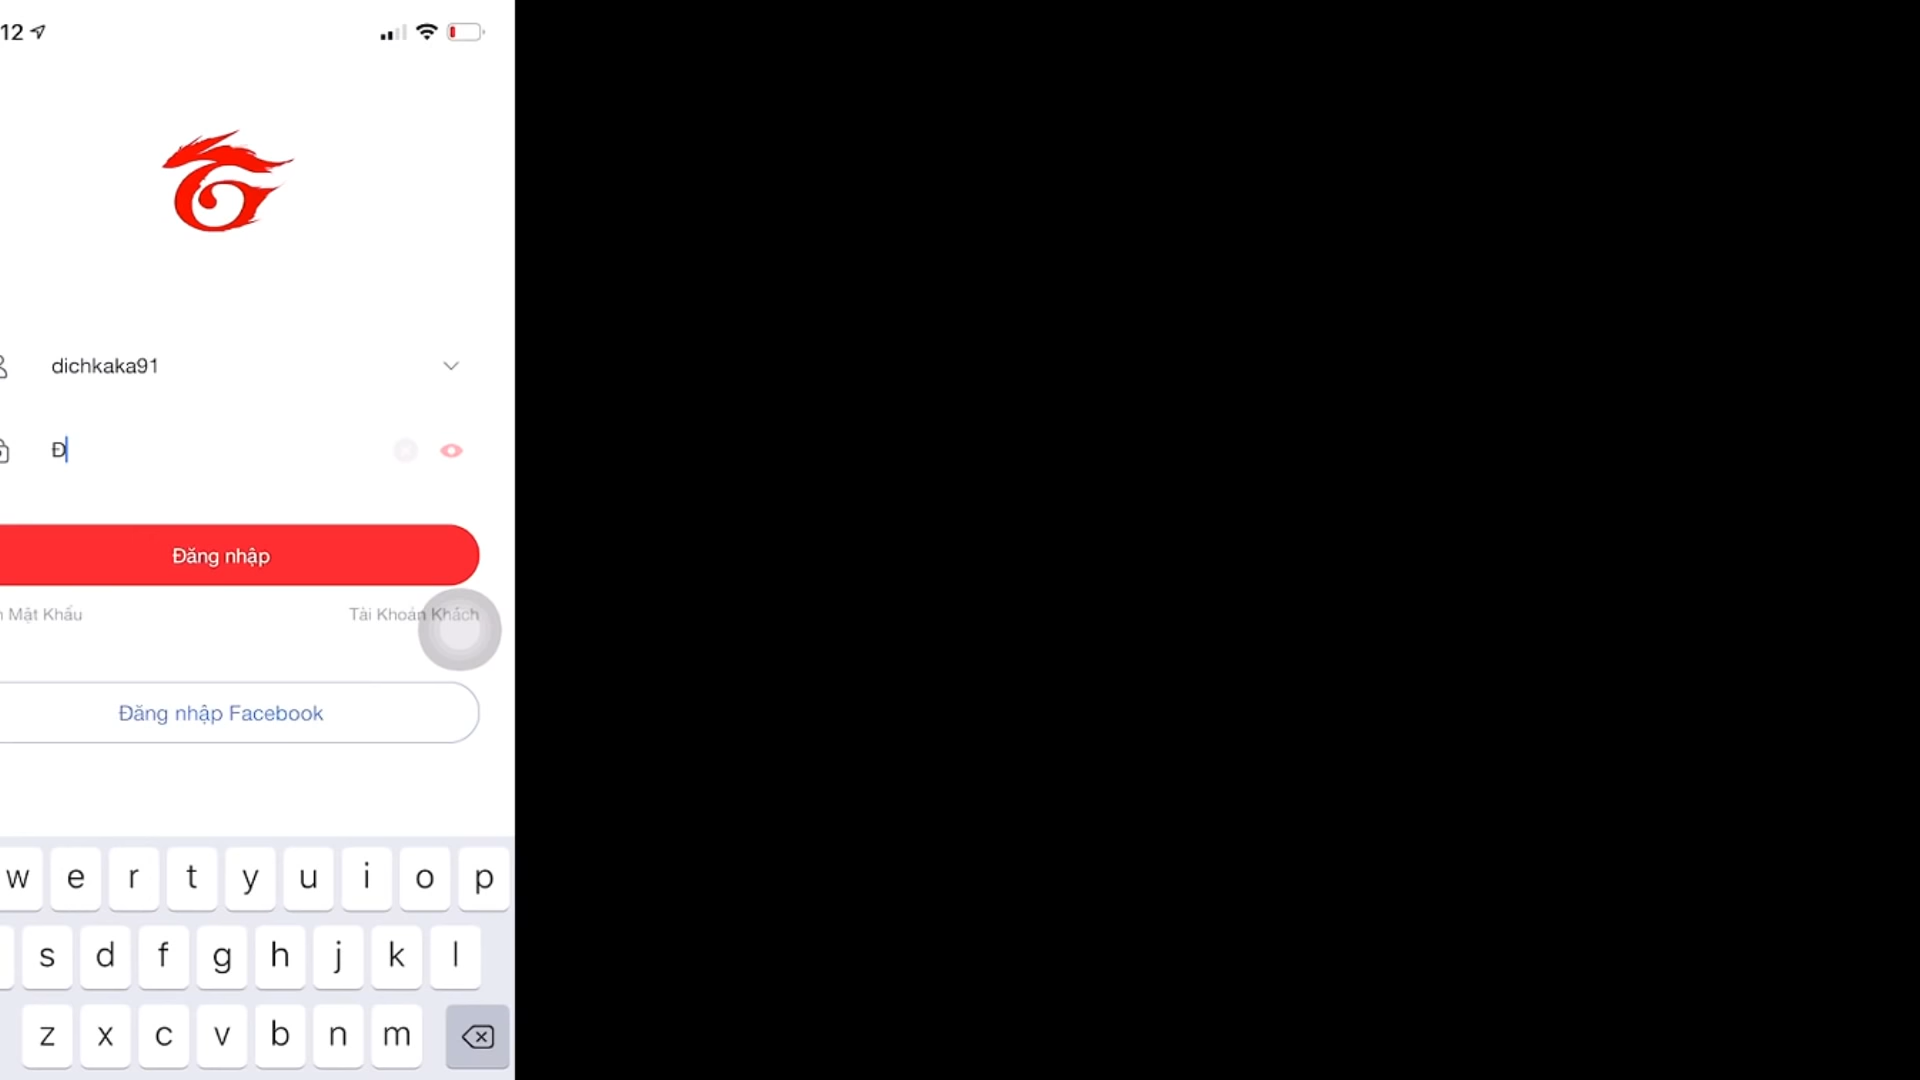 12
dichkaka91
Đ
Đăng nhập
Mật Khẩu
Tài Khoản Khách
Đăng nhập Facebook
w e r t y u i o p
s d f g h j k l
z x c v b n m